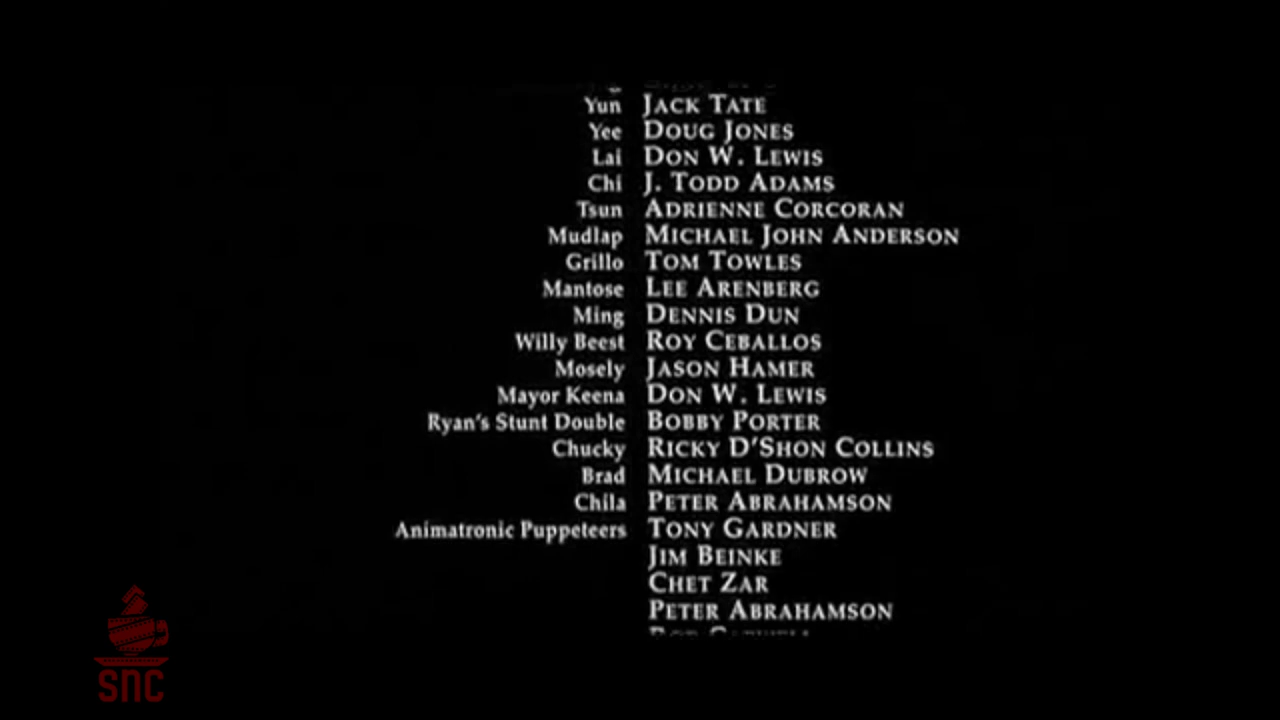 Yun JACK TATE
Yee DOUG JONES
Lai DON W. LEWIS
Chi J. TODD ADAMS
Tsun ADRIENNE CORCORAN
Mudlap MICHAEL JOHN ANDERSON
Grillo TOM TOWLES
Mantose LEE ARENBERG
Ming DENNIS DUN
Willy Beest ROY CEBALLOS
Mosely JASON HAMER
Mayor Keena DON W. LEWIS
Ryan's Stunt Double BOBBY PORTER
Chucky RICKY D'SHON COLLINS
Brad MICHAEL DUBROW
Chila PETER ABRAHAMSON
Animatronic Puppeteers TONY GARDNER
JIM BEINKE
CHET ZAR
PETER ABRAHAMSON
SNC